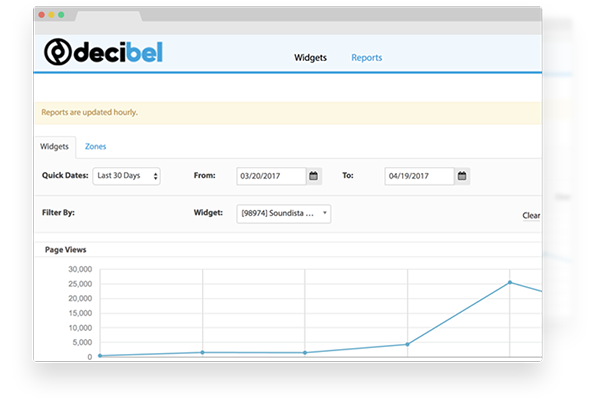 decibel
Widgets Reports
Reports are updated hourly.
Widgets Zones
Quick Dates: Last 30 Days From: 03/20/2017 To: 04/19/2017
Filter By: Widget: [98974] Soundista ... Clear
Page Views
30,000
25,000
20,000
15,000
10,000
5,000
0